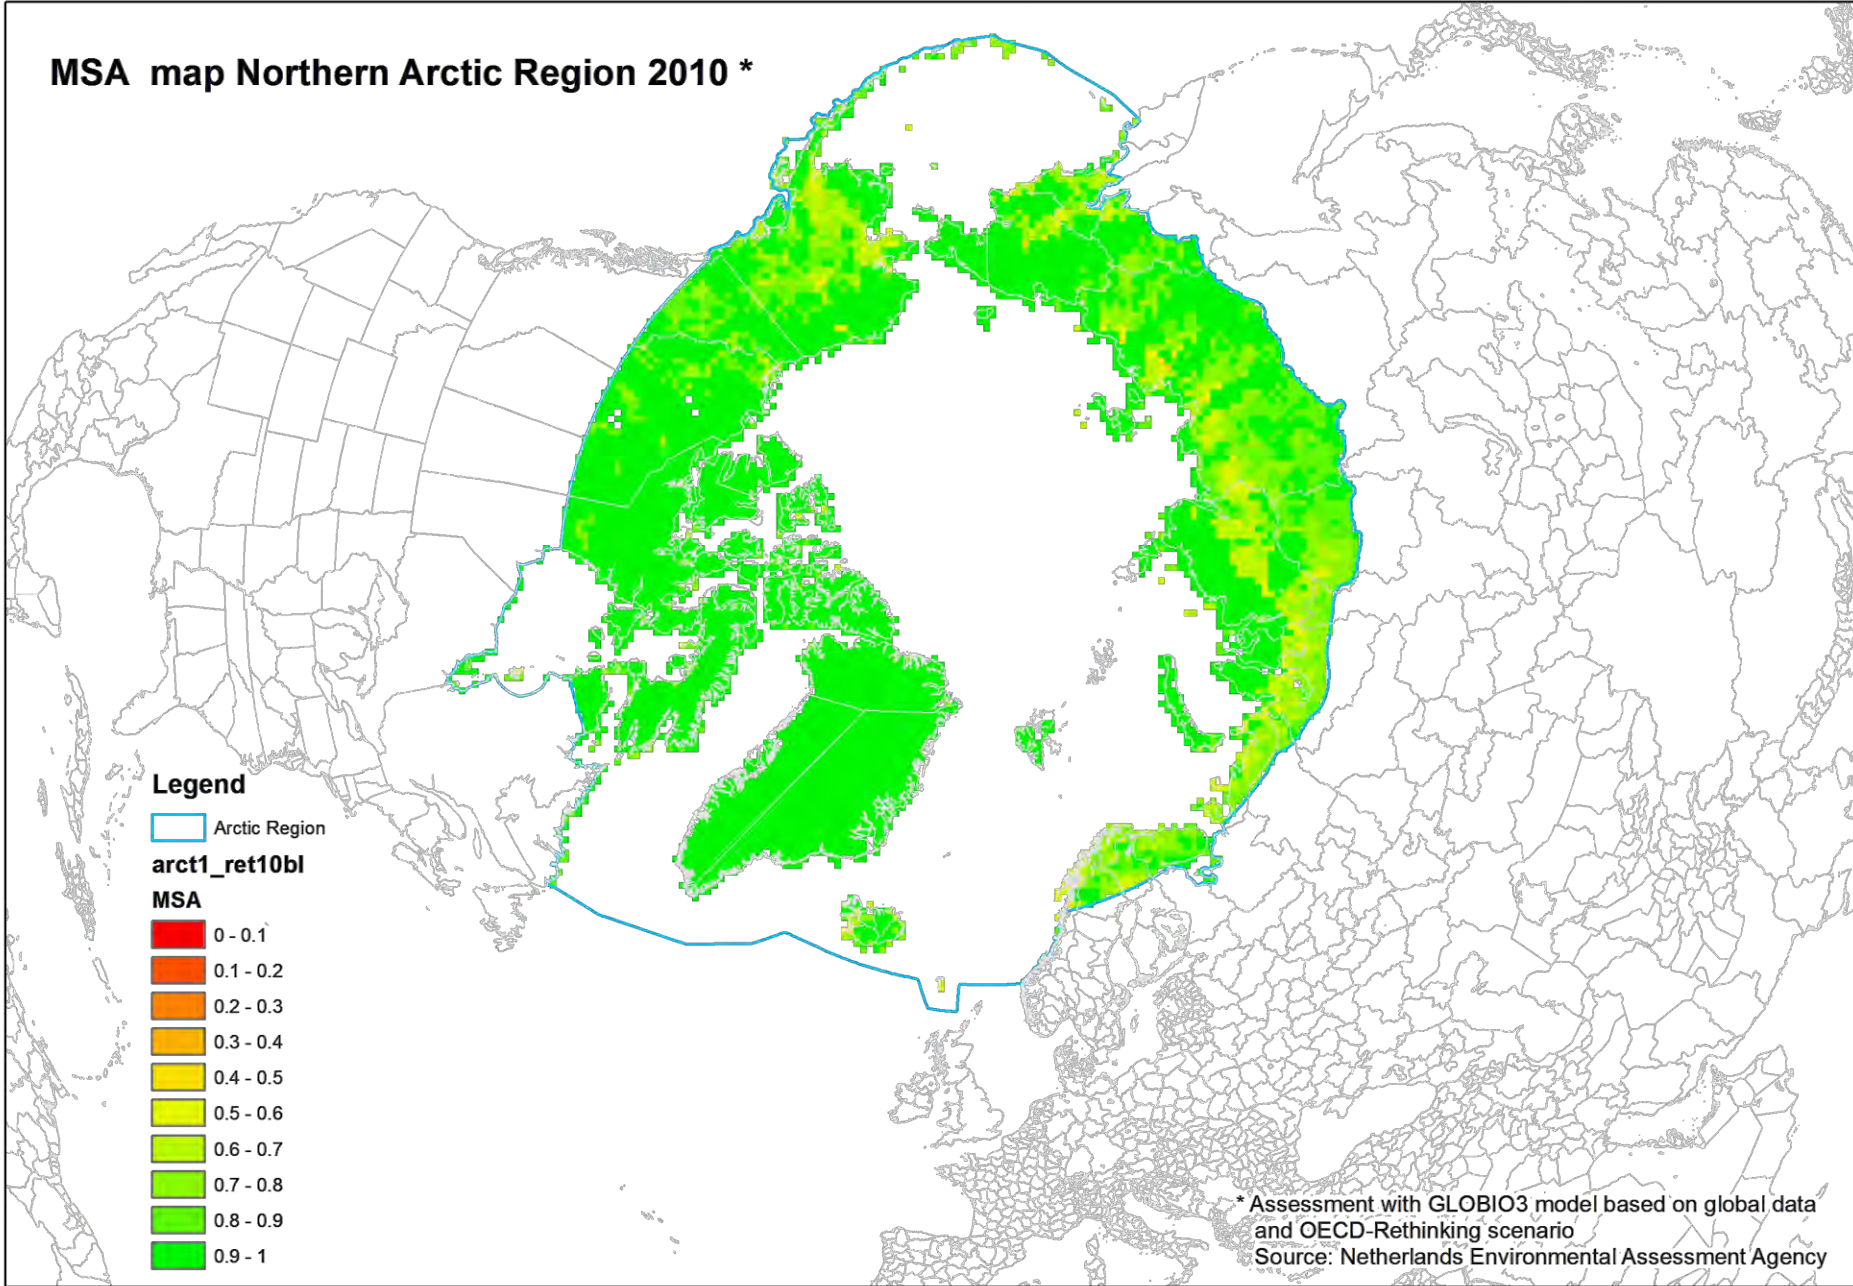 MSA map Northern Arctic Region 2010 *
Legend
Arctic Region
arct1_ret10bl
MSA
0 - 0.1
0.1 - 0.2
0.2 - 0.3
0.3 - 0.4
0.4 - 0.5
0.5 - 0.6
0.6 - 0.7
0.7 - 0.8
0.8 - 0.9
0.9 - 1
* Assessment with GLOBIO3 model based on global data
and OECD-Rethinking scenario
Source: Netherlands Environmental Assessment Agency